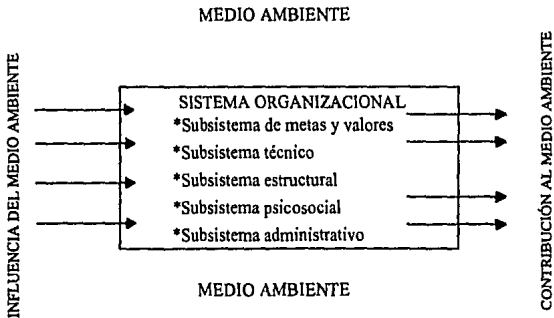 MEDIO AMBIENTE
INFLUENCIA DEL MEDIO AMBIENTE
SISTEMA ORGANIZACIONAL
*Subsistema de metas y valores
*Subsistema técnico
*Subsistema estructural
*Subsistema psicosocial
*Subsistema administrativo
CONTRIBUCIÓN AL MEDIO AMBIENTE
MEDIO AMBIENTE